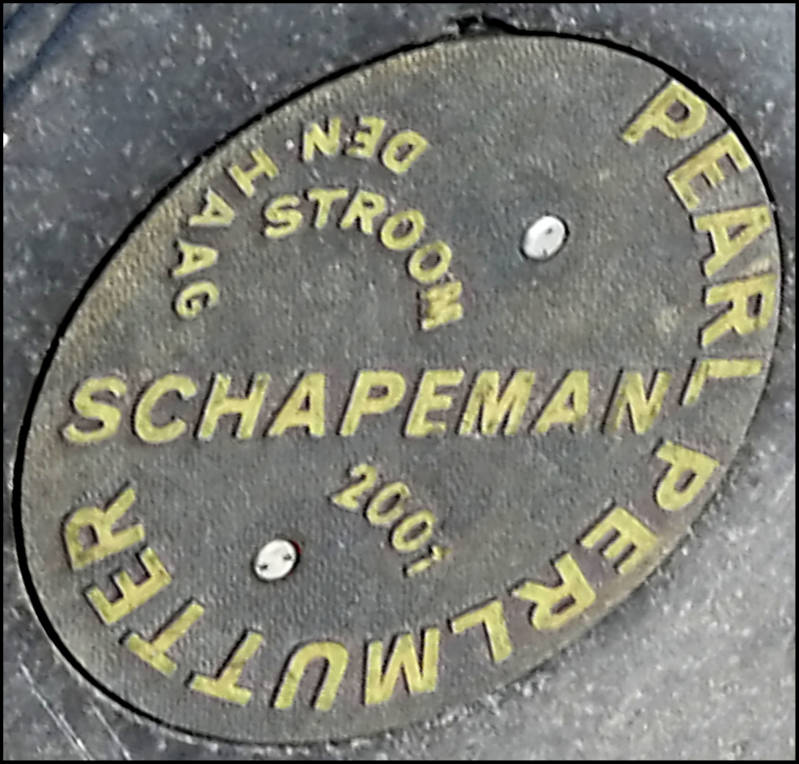 DEN HAAG
STROOM
PEARL PERLMUTTER
SCHAPEMAN
2001